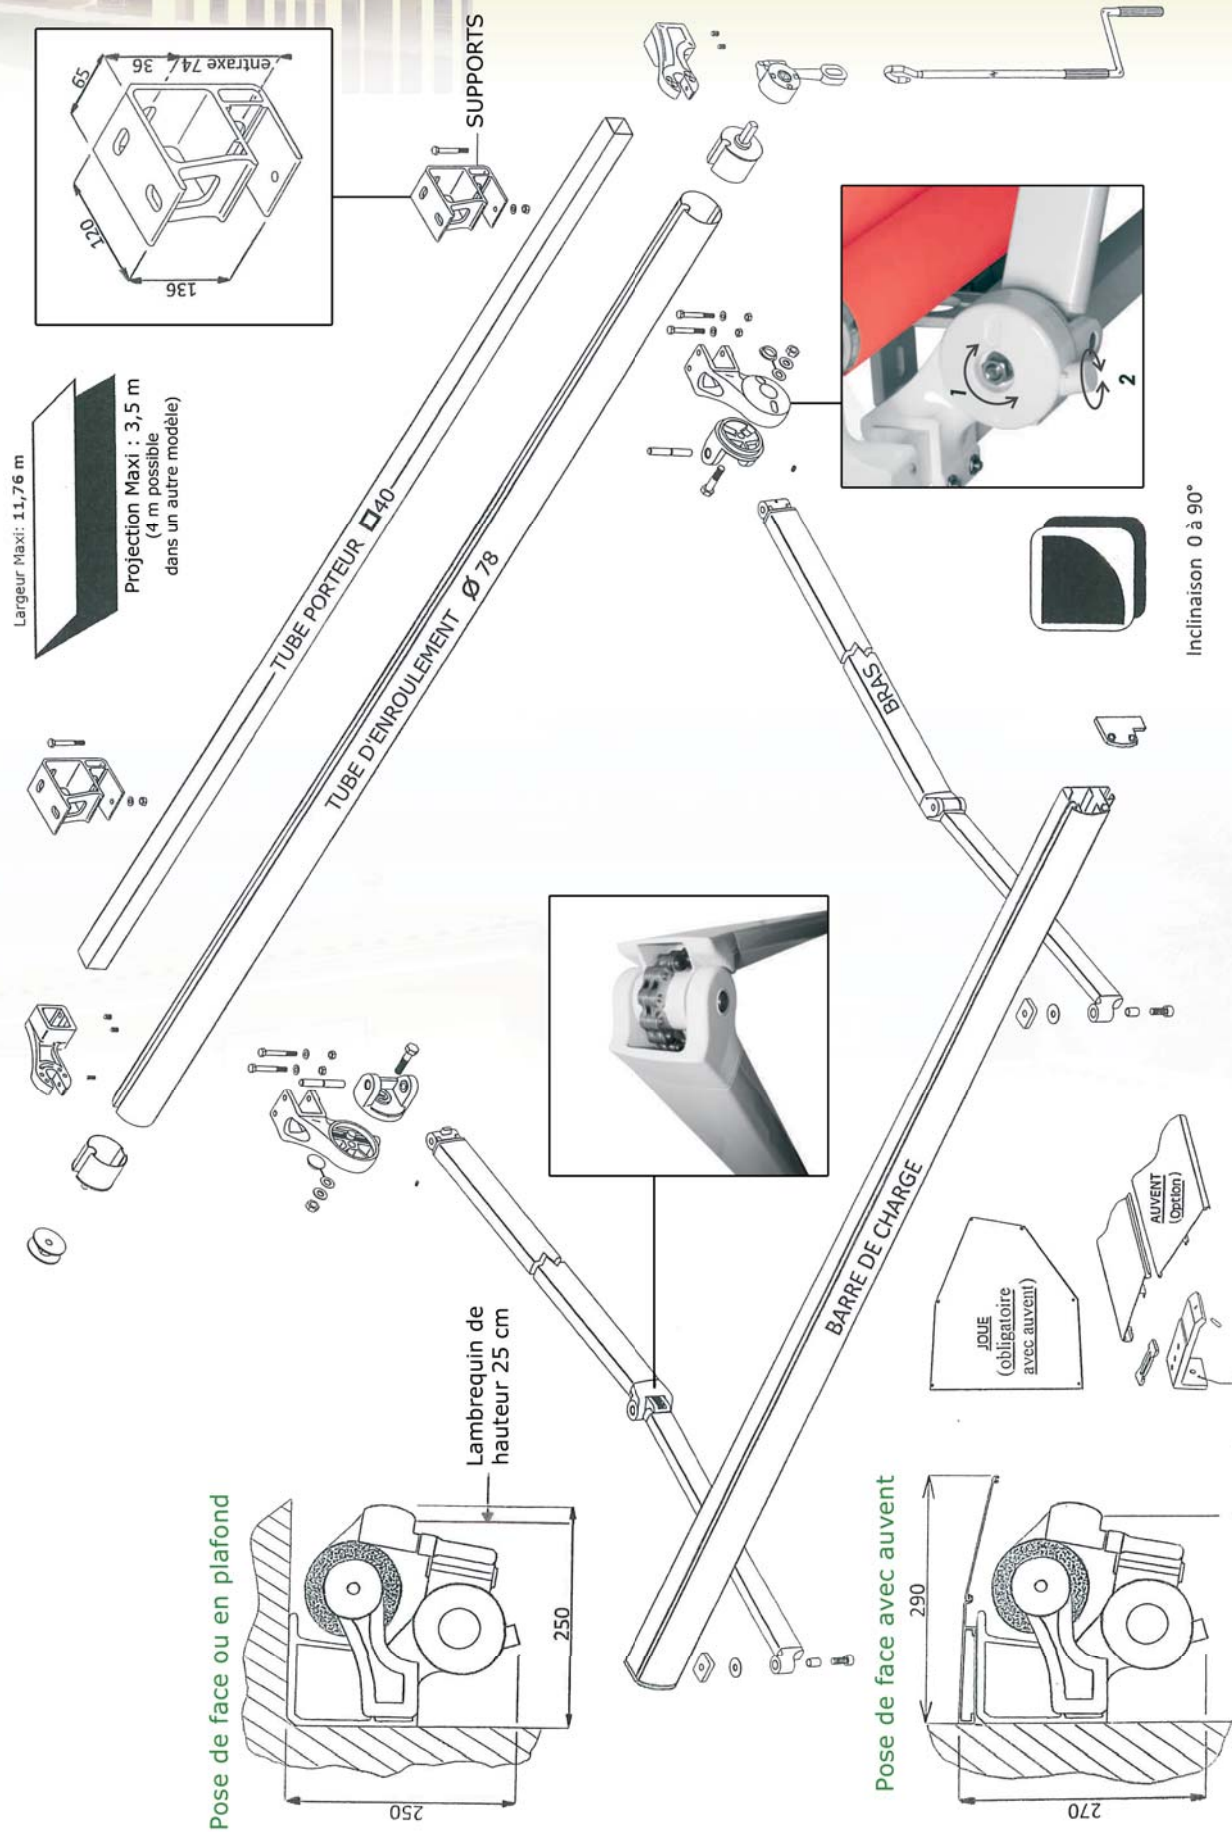 Largeur Maxi: 11,76 m
Projection Maxi : 3,5 m
(4 m possible
dans un autre modèle)
65
36
entraxe 74
120
136
SUPPORTS
TUBE PORTEUR □40
TUBE D'ENROULEMENT Ø 78
1
2
BRAS
Inclinaison 0 à 90°
BARRE DE CHARGE
Pose de face ou en plafond
Lambrequin de
hauteur 25 cm
250
250
Pose de face avec auvent
290
270
JOUE
(obligatoire
avec auvent)
AUVENT
(Option)